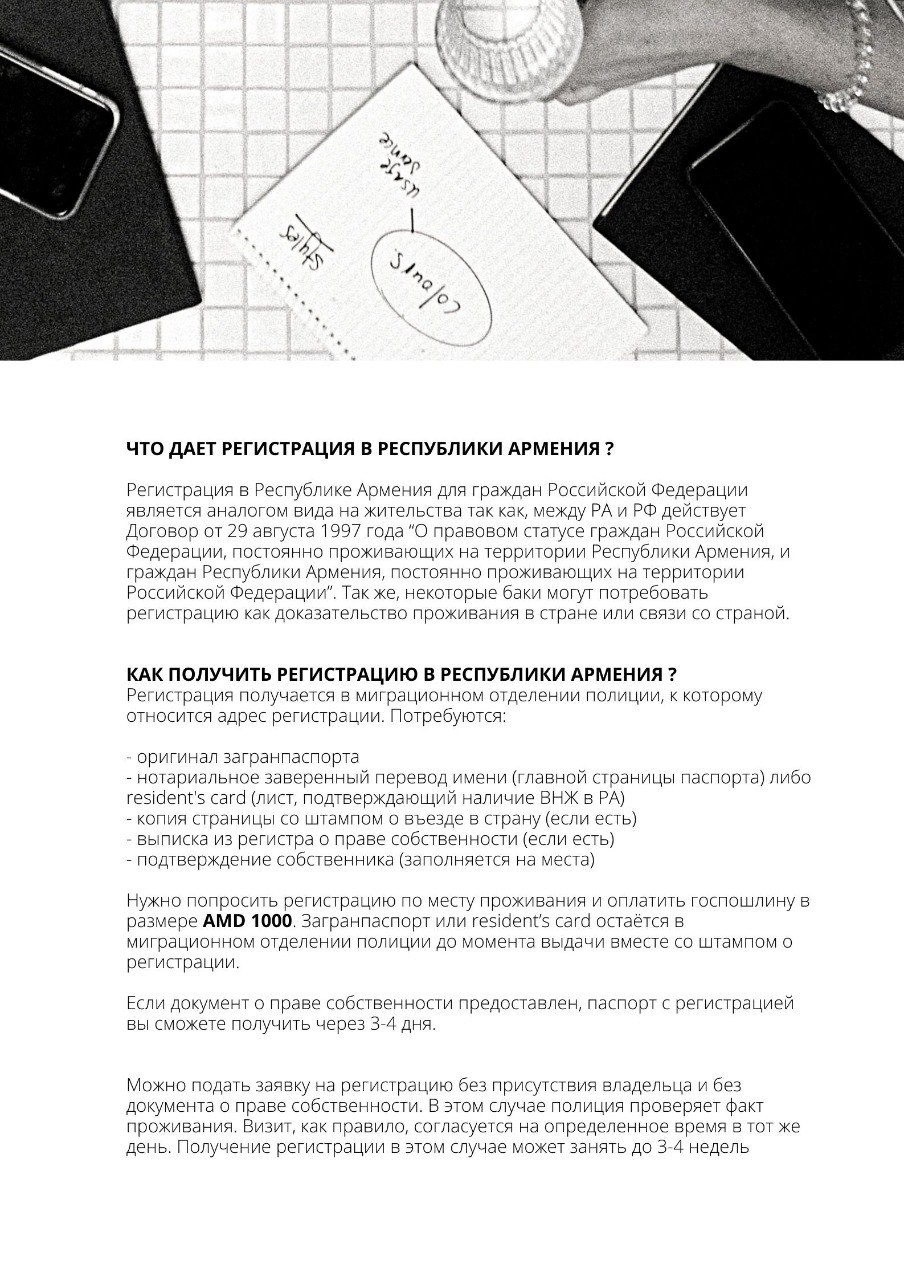 usage
same
styles
colours
ЧТО ДАЕТ РЕГИСТРАЦИЯ В РЕСПУБЛИКИ АРМЕНИЯ ?
Регистрация в Республике Армения для граждан Российской Федерации
является аналогом вида на жительства так как, между РА и РФ действует
Договор от 29 августа 1997 года “О правовом статусе граждан Российской
Федерации, постоянно проживающих на территории Республики Армения, и
граждан Республики Армения, постоянно проживающих на территории
Российской Федерации”. Так же, некоторые баки могут потребовать
регистрацию как доказательство проживания в стране или связи со страной.
КАК ПОЛУЧИТЬ РЕГИСТРАЦИЮ В РЕСПУБЛИКИ АРМЕНИЯ ?
Регистрация получается в миграционном отделении полиции, к которому
относится адрес регистрации. Потребуются:
- оригинал загранпаспорта
- нотариальное заверенный перевод имени (главной страницы паспорта) либо
resident's card (лист, подтверждающий наличие ВНЖ в РА)
- копия страницы со штампом о въезде в страну (если есть)
- выписка из регистра о праве собственности (если есть)
- подтверждение собственника (заполняется на места)
Нужно попросить регистрацию по месту проживания и оплатить госпошлину в
размере AMD 1000. Загранпаспорт или resident’s card остаётся в
миграционном отделении полиции до момента выдачи вместе со штампом о
регистрации.
Если документ о праве собственности предоставлен, паспорт с регистрацией
вы сможете получить через 3-4 дня.
Можно подать заявку на регистрацию без присутствия владельца и без
документа о праве собственности. В этом случае полиция проверяет факт
проживания. Визит, как правило, согласуется на определенное время в тот же
день. Получение регистрации в этом случае может занять до 3-4 недель